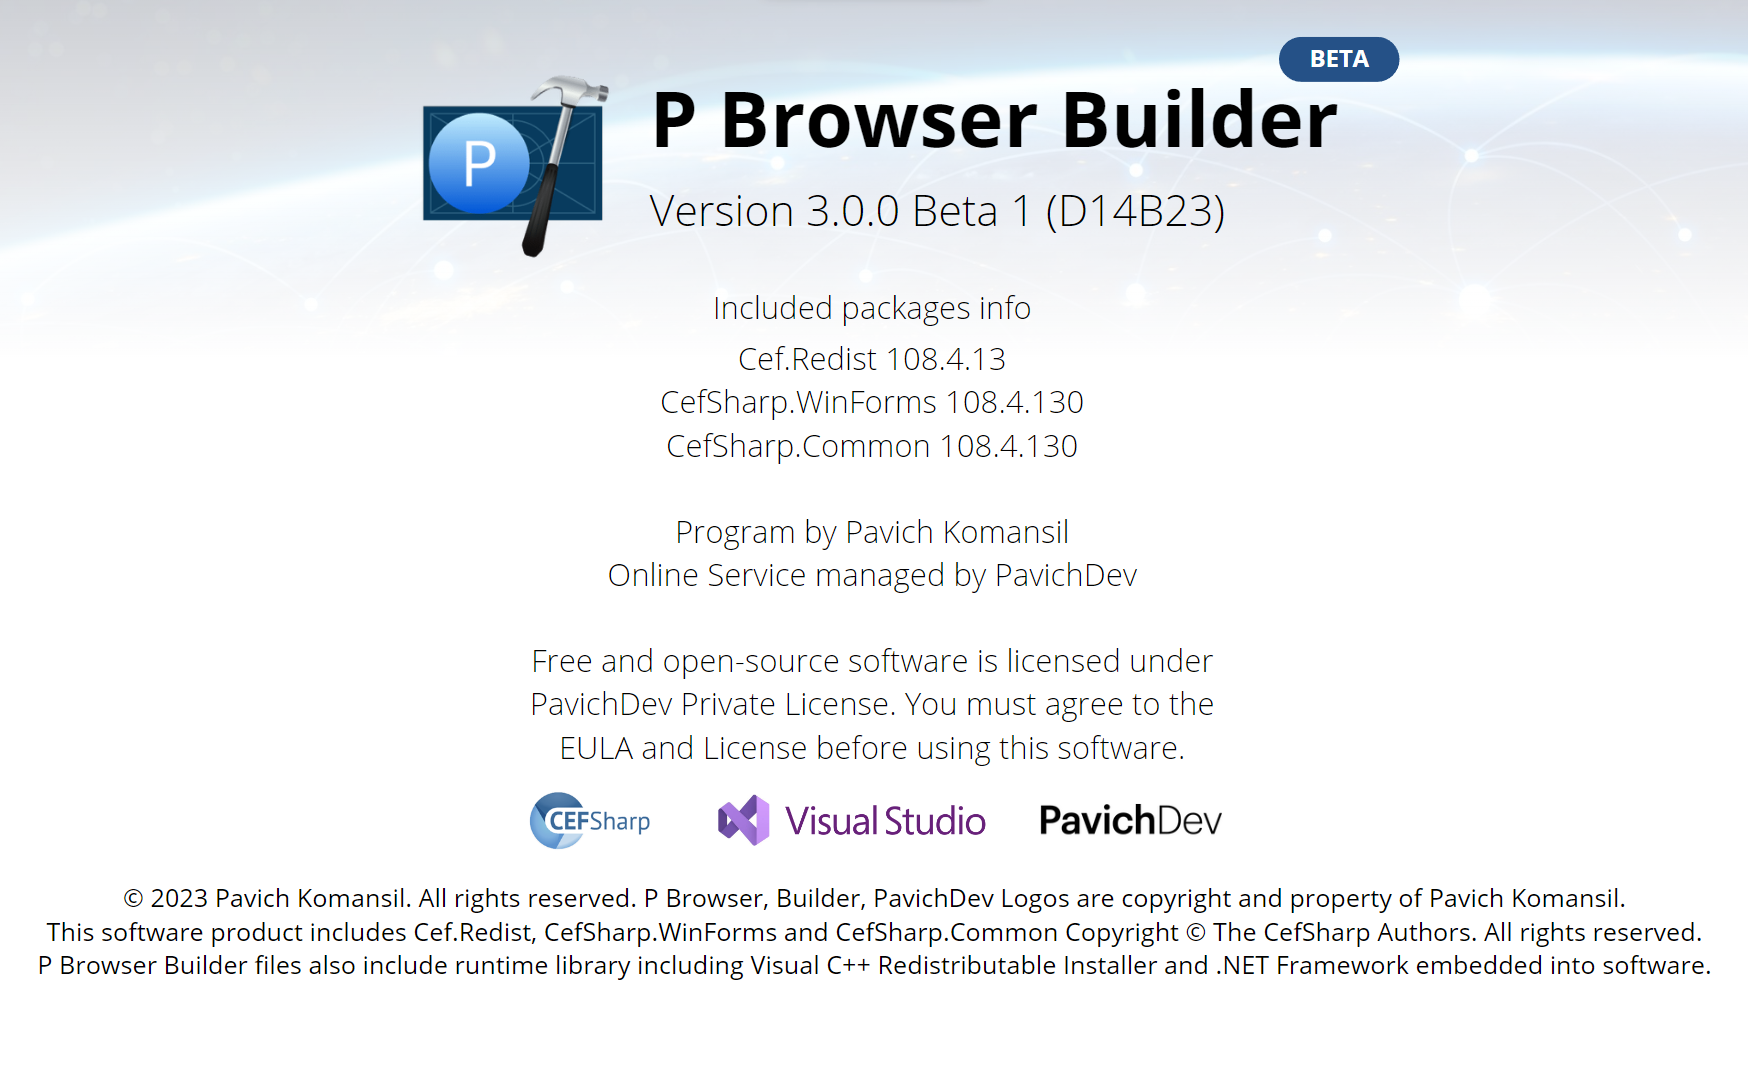 BETA
P
P Browser Builder
Version 3.0.0 Beta 1 (D14B23)
Included packages info
Cef.Redist 108.4.13
CefSharp.WinForms 108.4.130
CefSharp.Common 108.4.130
Program by Pavich Komansil
Online Service managed by PavichDev
Free and open-source software is licensed under
PavichDev Private License. You must agree to the
EULA and License before using this software.
CEFSharp
Visual Studio
PavichDev
© 2023 Pavich Komansil. All rights reserved. P Browser, Builder, PavichDev Logos are copyright and property of Pavich Komansil.
This software product includes Cef.Redist, CefSharp.WinForms and CefSharp.Common Copyright © The CefSharp Authors. All rights reserved.
P Browser Builder files also include runtime library including Visual C++ Redistributable Installer and .NET Framework embedded into software.